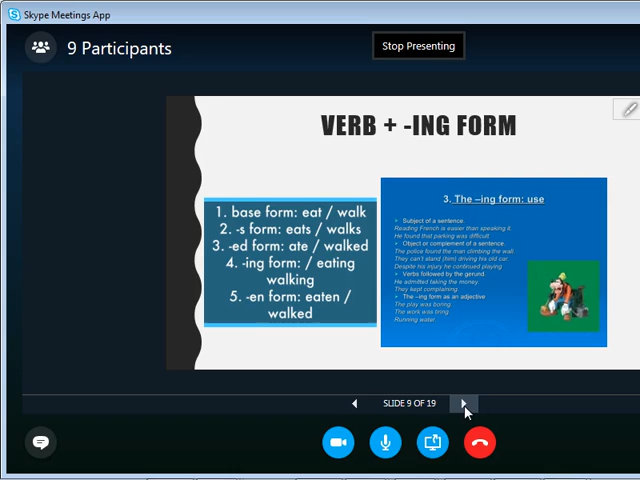 Skype Meetings App
9 Participants
Stop Presenting
VERB + -ING FORM
1. base form: eat / walk
2. -s form: eats / walks
3. -ed form: ate / walked
4. -ing form: / eating
walking
5. -en form: eaten /
walked
3. The –ing form: use
➢ Subject of a sentence.
Reading French is easier than speaking it.
He found that parking was difficult.
➢ Object or complement of a sentence.
The police found the man climbing the wall.
They can't stand (him) driving his old car.
Despite his injury he continued playing
➢ Verbs followed by the gerund.
He admitted taking the money.
They kept complaining.
➢ The –ing form as an adjective
The play was boring.
The work was tiring.
Running water.
SLIDE 9 OF 19